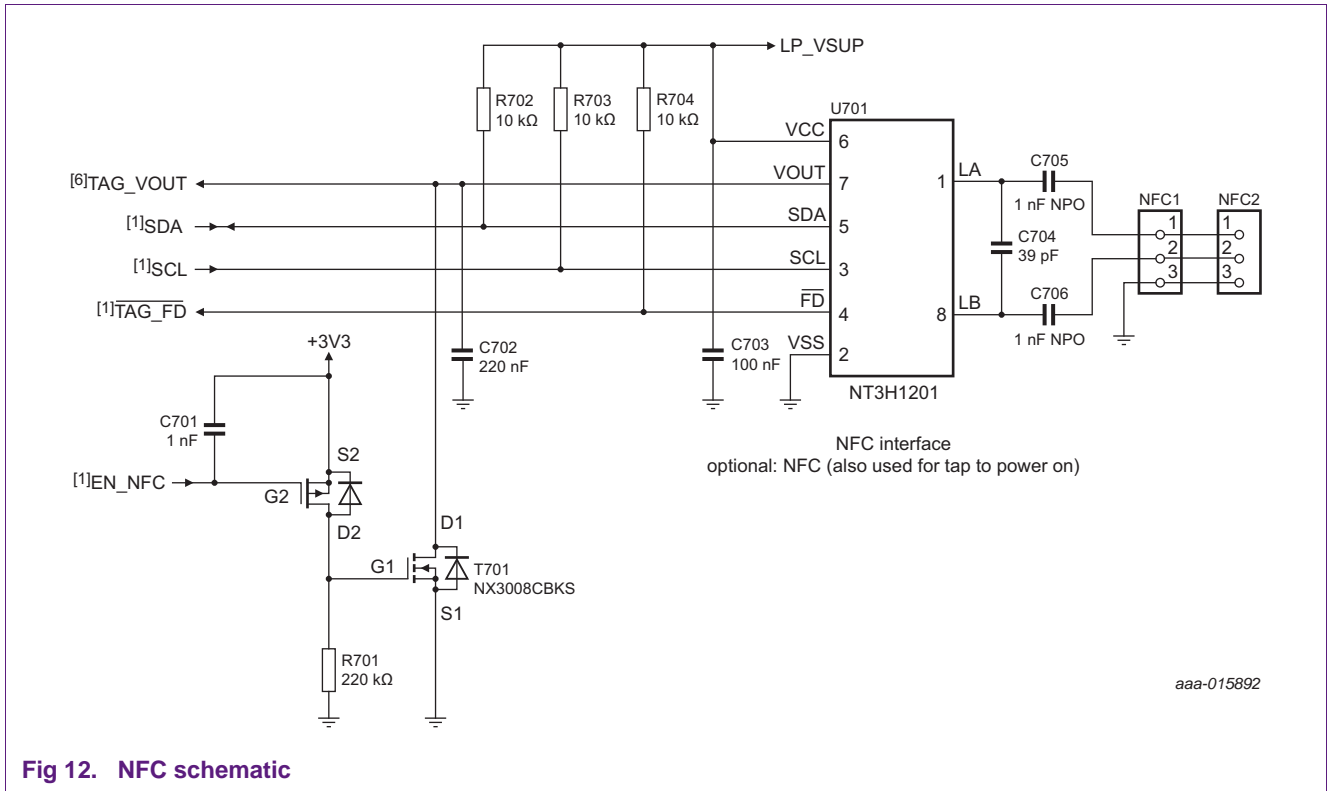 LP_VSUP
R702
10 kΩ
R703
10 kΩ
R704
10 kΩ
U701
VCC
6
[6]TAG_VOUT
VOUT
7
1
LA
C705
1 nF NPO
NFC1
NFC2
1
1
2
2
3
3
[1]SDA
SDA
5
C704
39 pF
[1]SCL
SCL
3
[1]TAG_FD
FD
4
8
LB
C706
1 nF NPO
+3V3
C702
220 nF
C703
100 nF
VSS
2
NT3H1201
C701
1 nF
NFC interface
optional: NFC (also used for tap to power on)
[1]EN_NFC
S2
G2
D2
D1
G1
T701
NX3008CBKS
S1
R701
220 kΩ
aaa-015892
Fig 12. NFC schematic